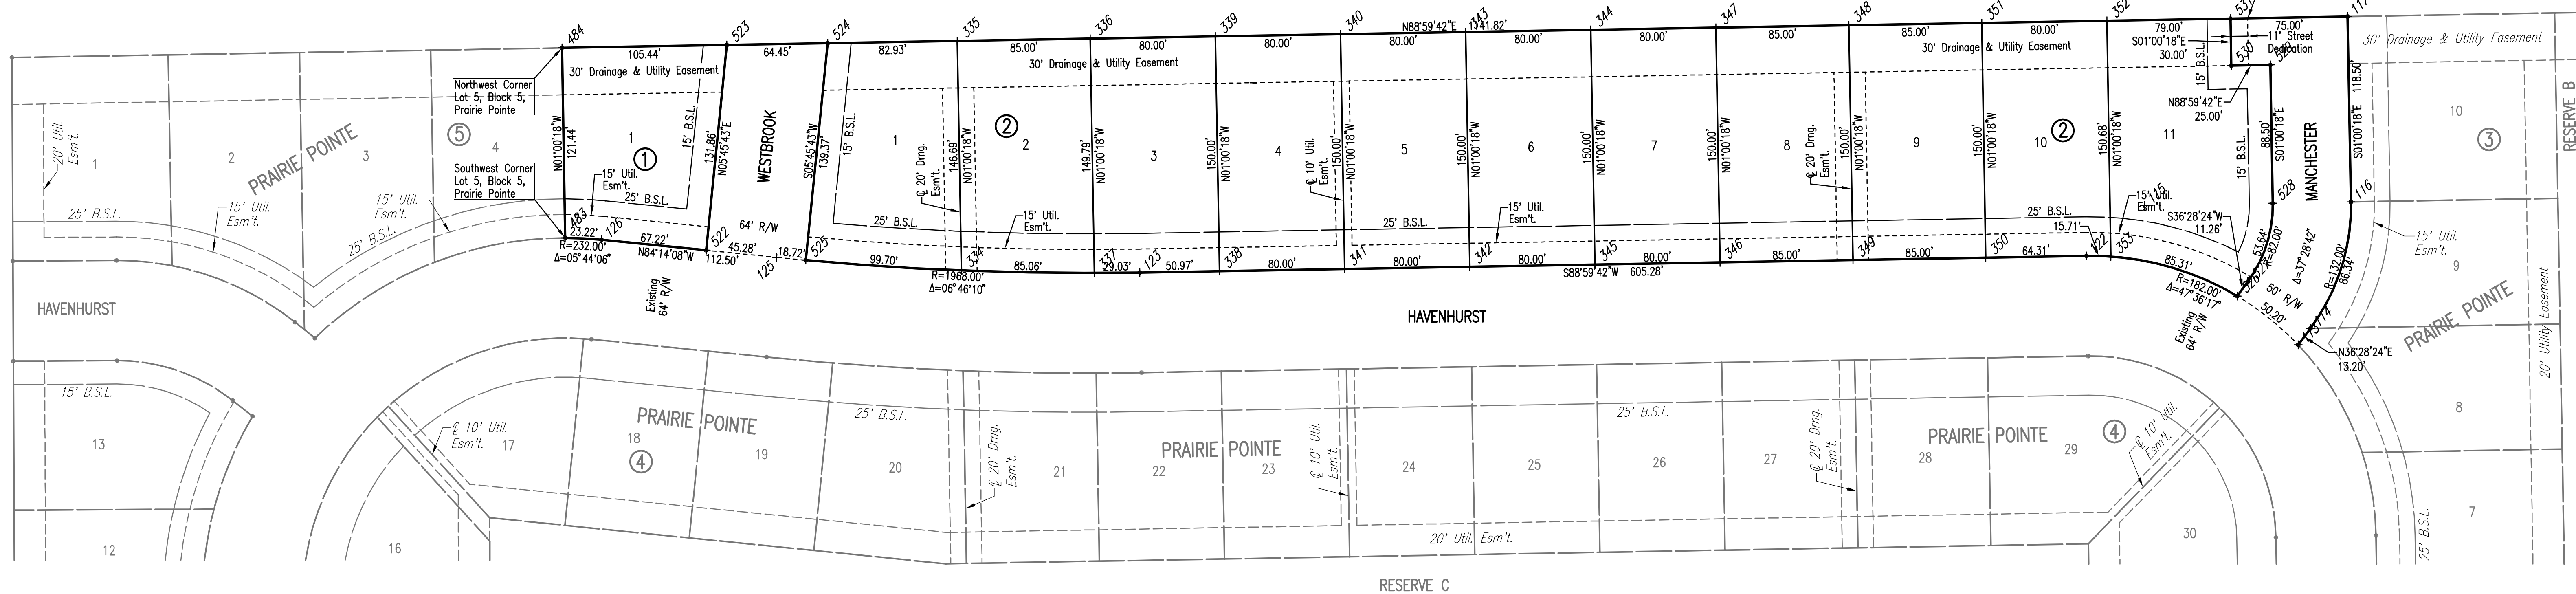 484
523
524
335
336
339
340
343
344
347
348
351
352
531
117
N88°59'42"E 1341.82'
105.44'
64.45'
82.93'
85.00'
80.00'
80.00'
80.00'
80.00'
80.00'
80.00'
85.00'
85.00'
80.00'
79.00'
75.00'
30' Drainage & Utility Easement
30' Drainage & Utility Easement
30' Drainage & Utility Easement
30' Drainage & Utility Easement
S01°00'18"E
30.00'
11' Street
Dedication
530
529
N88°59'42"E
25.00'
Northwest Corner
Lot 5, Block 5,
Prairie Pointe
Southwest Corner
Lot 5, Block 5,
Prairie Pointe
20' Util.
Esm't.
1
2
3
4
5
PRAIRIE POINTE
25' B.S.L.
25' B.S.L.
15' Util.
Esm't.
15' Util.
Esm't.
N01°00'18"W
121.44'
1
1
15' B.S.L.
131.86'
N05°45'43"E
WESTBROOK
S05°45'43"W
139.37'
15' B.S.L.
15' Util.
Esm't.
25' B.S.L.
64' R/W
1
2
2
3
4
5
6
7
8
9
10
2
11
℄ 20' Drng.
Esm't.
146.69'
N01°00'18"W
149.79'
N01°00'18"W
150.00'
N01°00'18"W
℄ 10' Util.
Esm't.
150.00'
N01°00'18"W
150.00'
N01°00'18"W
150.00'
N01°00'18"W
150.00'
N01°00'18"W
℄ 20' Drng.
Esm't.
150.00'
N01°00'18"W
150.00'
N01°00'18"W
150.68'
N01°00'18"W
15' B.S.L.
15' B.S.L.
88.50'
S01°00'18"E
MANCHESTER
S01°00'18"E 118.50'
528
116
115
10
3
RESERVE B
25' B.S.L.
25' B.S.L.
25' B.S.L.
15' Util.
Esm't.
15' Util.
Esm't.
15' Util.
Esm't.
S36°28'24"W
11.26'
483
126
23.22'
67.22'
R=232.00'
Δ=05°44'06"
N84°14'08"W
112.50'
522
45.28'
18.72'
125
525
99.70'
R=1968.00'
Δ=06°46'10"
334
85.06'
337
29.03'
123
50.97'
338
80.00'
341
80.00'
342
80.00'
345
80.00'
346
85.00'
349
85.00'
350
64.31'
15.71'
122
353
S88°59'42"W 605.28'
85.31'
R=182.00'
Δ=47°36'17"
53.64'
R=82.00'
Δ=37°28'42"
R=132.00'
86.34'
50' R/W
50.20'
N36°28'24"E
13.20'
Existing
64' R/W
Existing
64' R/W
HAVENHURST
HAVENHURST
15' Util.
Esm't.
9
PRAIRIE POINTE
20' Utility Easement
8
7
25' B.S.L.
15' B.S.L.
13
12
℄ 10' Util.
Esm't.
16
17
18
4
PRAIRIE POINTE
19
25' B.S.L.
20
℄ 20' Drng.
Esm't.
21
22
PRAIRIE POINTE
23
℄ 10' Util.
Esm't.
24
25
25' B.S.L.
26
27
℄ 20' Drng.
Esm't.
28
PRAIRIE POINTE
29
4
℄ 10' Util.
Esm't.
30
20' Util. Esm't.
RESERVE C